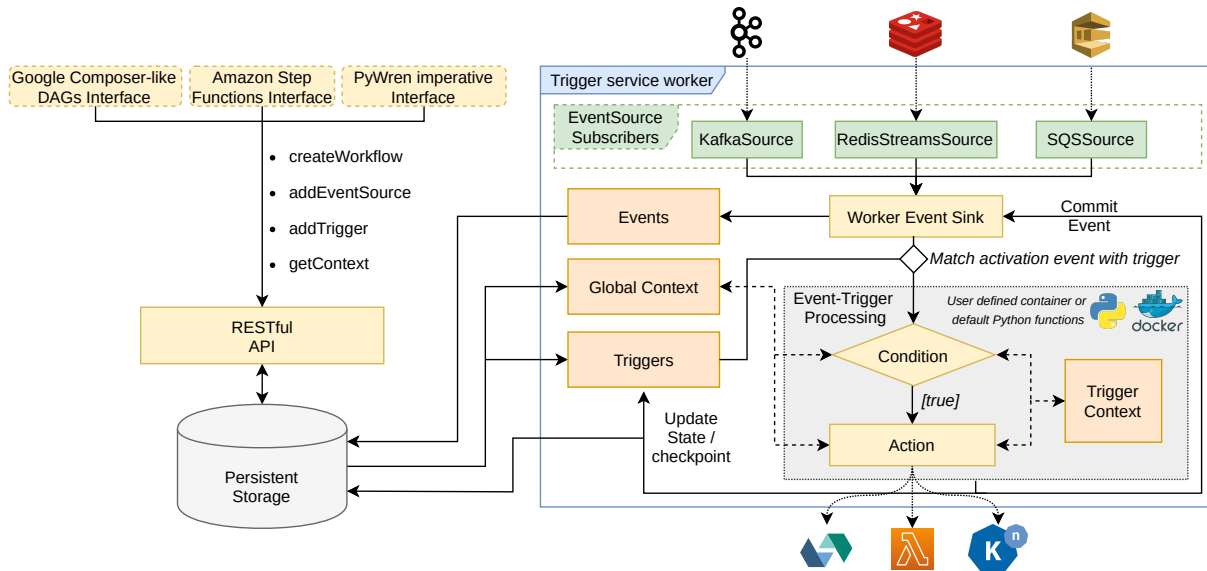 Google Composer-like
DAGs Interface
Amazon Step
Functions Interface
PyWren imperative
Interface
• createWorkflow
• addEventSource
• addTrigger
• getContext
RESTful
API
Persistent
Storage
Trigger service worker
EventSource
Subscribers
KafkaSource
RedisStreamsSource
SQSSource
Events
Worker Event Sink
Commit
Event
Match activation event with trigger
Global Context
Event-Trigger
Processing
User defined container or
default Python functions
docker
Triggers
Condition
[true]
Trigger
Context
Update
State /
checkpoint
Action
K
n